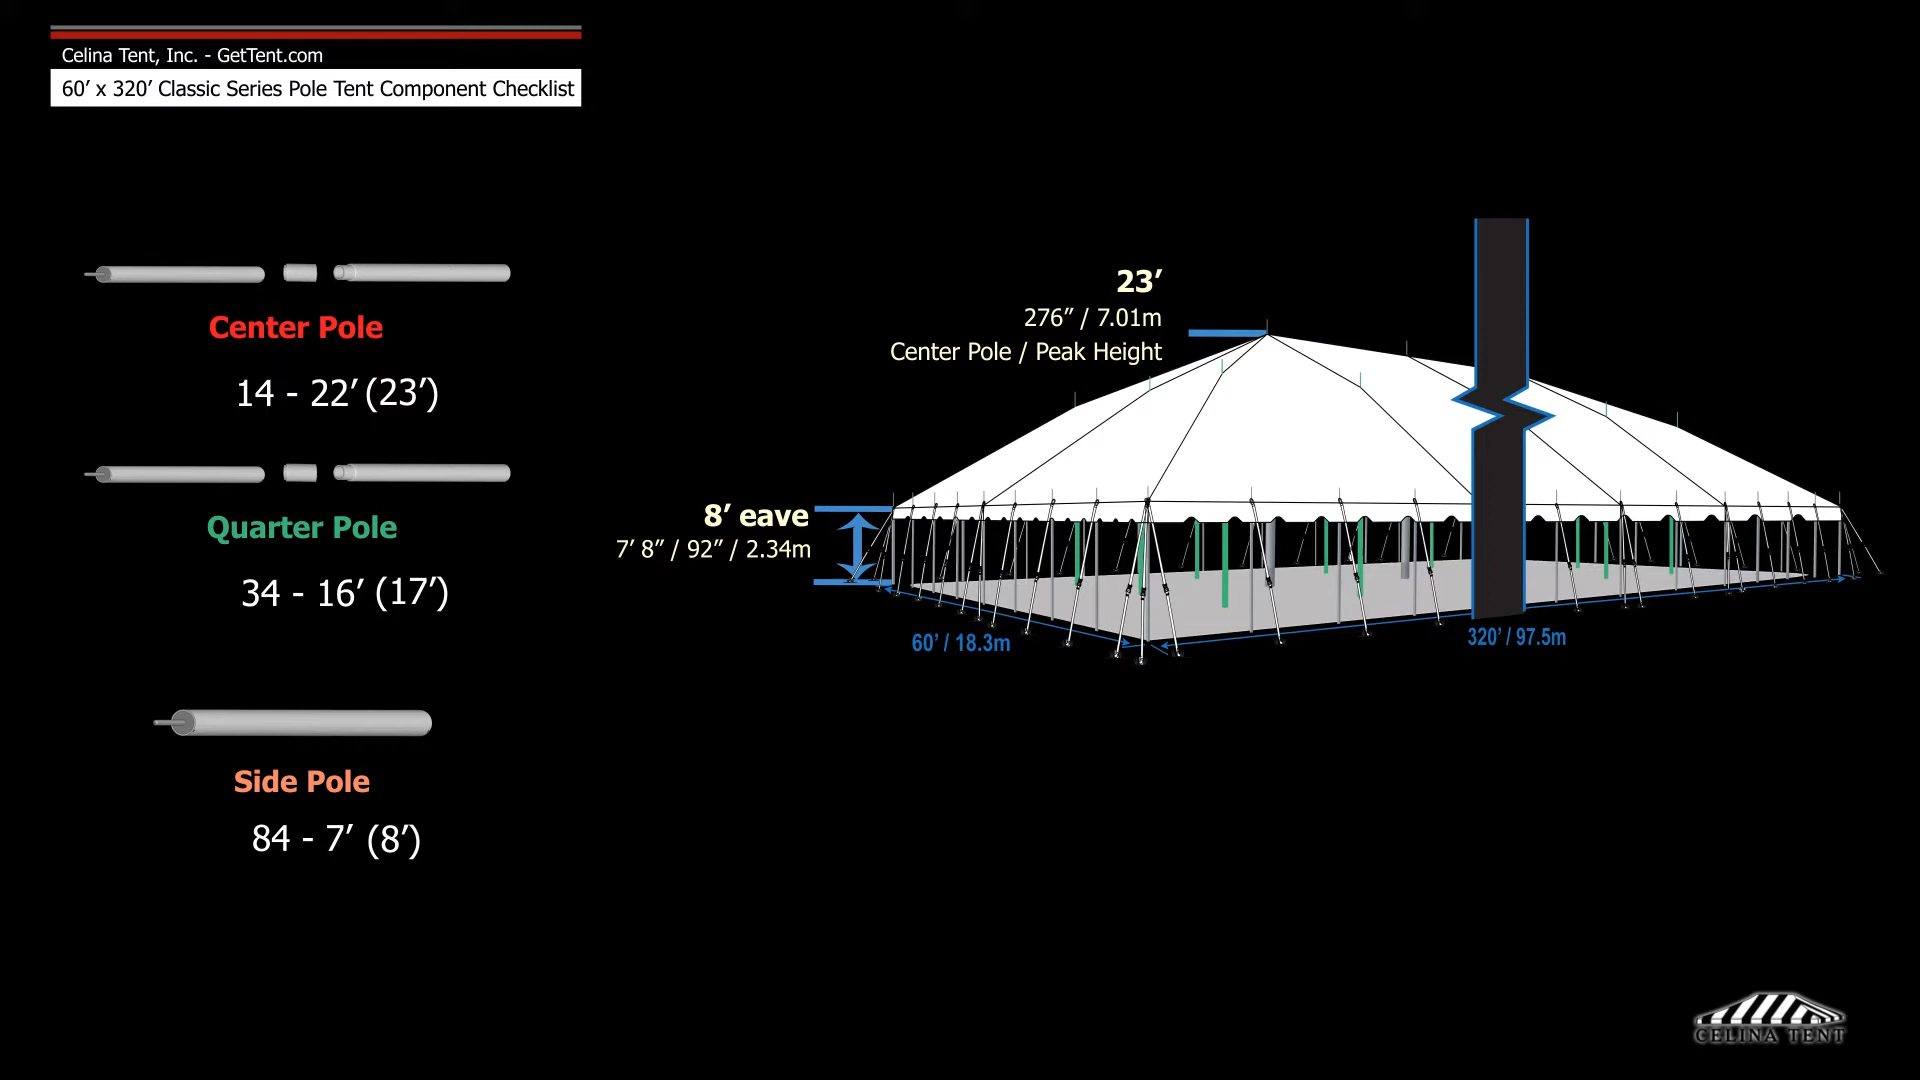 Celina Tent, Inc. - GetTent.com
60’ x 320’ Classic Series Pole Tent Component Checklist
Center Pole
14 - 22’ (23’)
Quarter Pole
34 - 16’ (17’)
Side Pole
84 - 7’ (8’)
23’
276” / 7.01m
Center Pole / Peak Height
8’ eave
7’ 8” / 92” / 2.34m
60’ / 18.3m
320’ / 97.5m
CELINA TENT